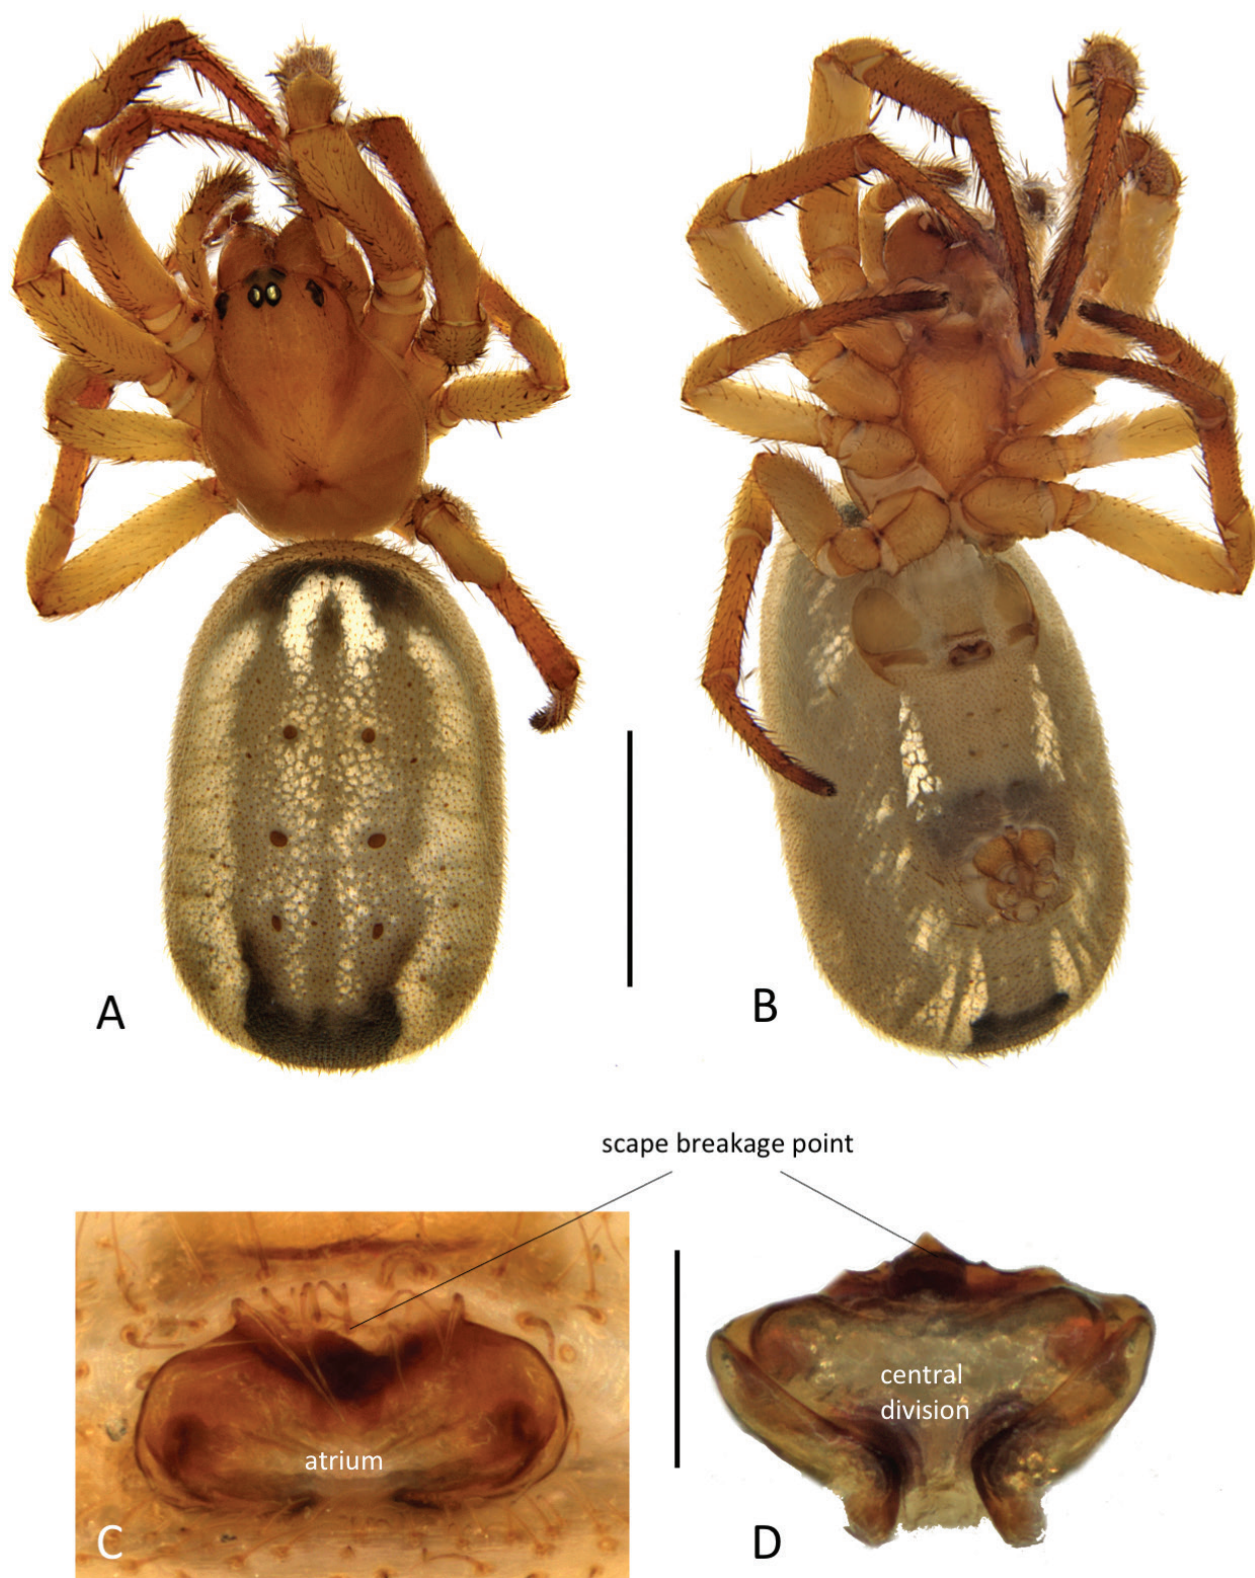 A
B
scape breakage point
central
division
atrium
C
D